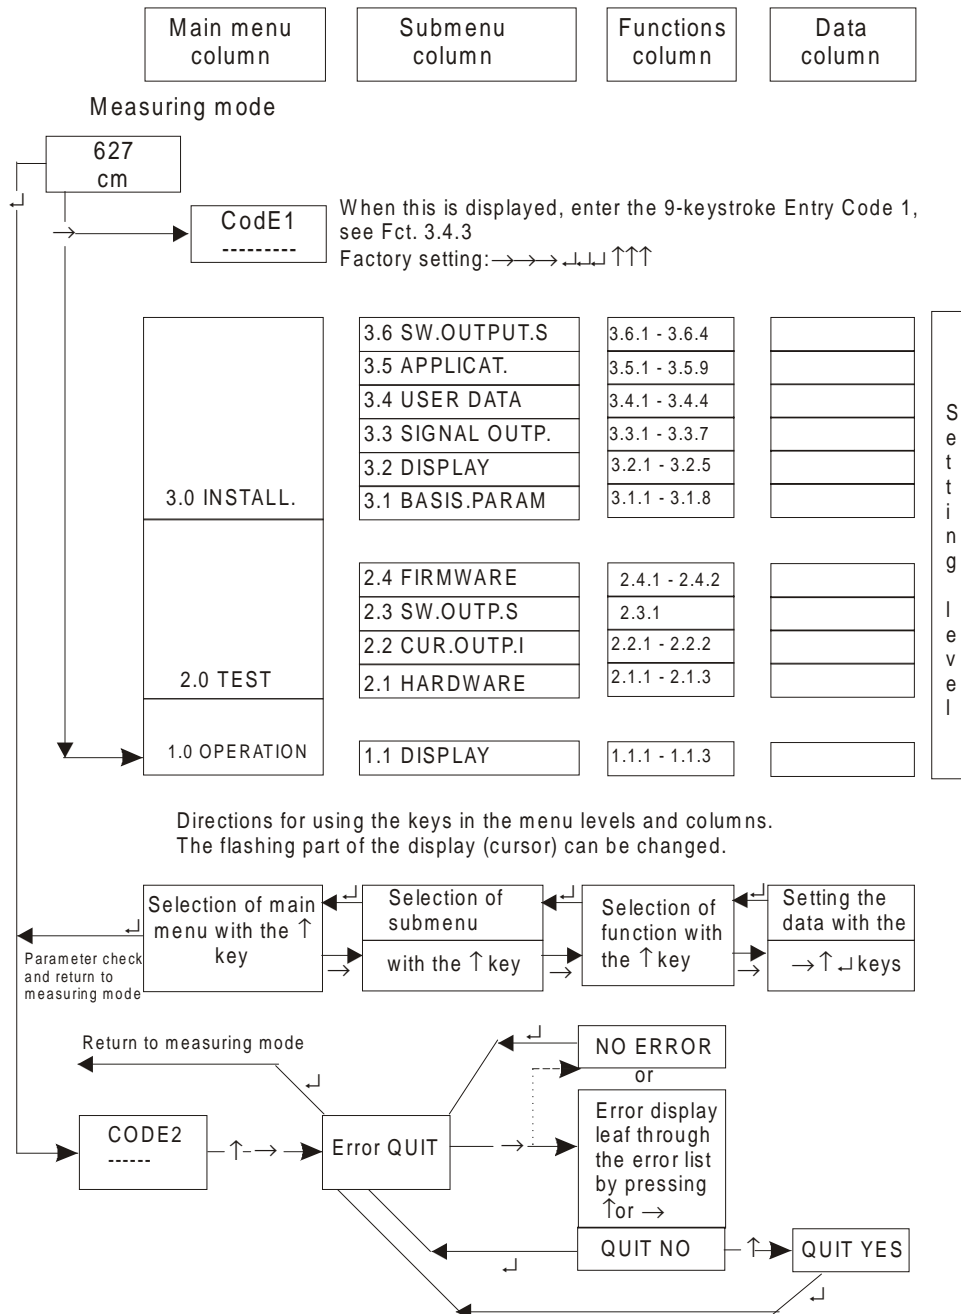 Main menu
column
Submenu
column
Functions
column
Data
column
Measuring mode
627
cm
↵
→
CodE1
---------
When this is displayed, enter the 9-keystroke Entry Code 1,
see Fct. 3.4.3
Factory setting:→→→ ↵↵↵ ↑↑↑
3.6 SW.OUTPUT.S 3.6.1 - 3.6.4
3.5 APPLICAT. 3.5.1 - 3.5.9
3.4 USER DATA 3.4.1 - 3.4.4
3.3 SIGNAL OUTP. 3.3.1 - 3.3.7
3.2 DISPLAY 3.2.1 - 3.2.5
3.0 INSTALL. 3.1 BASIS.PARAM 3.1.1 - 3.1.8
2.4 FIRMWARE 2.4.1 - 2.4.2
2.3 SW.OUTP.S 2.3.1
2.2 CUR.OUTP.I 2.2.1 - 2.2.2
2.0 TEST 2.1 HARDWARE 2.1.1 - 2.1.3
1.0 OPERATION 1.1 DISPLAY 1.1.1 - 1.1.3
Setting level
Directions for using the keys in the menu levels and columns.
The flashing part of the display (cursor) can be changed.
Selection of main
menu with the ↑
key
↵
→
Selection of
submenu
with the ↑ key
↵
→
Selection of
function with
the ↑ key
↵
→
Setting the
data with the
→ ↑ ↵ keys
↵
Parameter check
and return to
measuring mode
Return to measuring mode
↵
CODE2
------
↑ →
Error QUIT
→
↵
NO ERROR
or
Error display
leaf through
the error list
by pressing
↑or →
QUIT NO
↑
QUIT YES
↵
↵